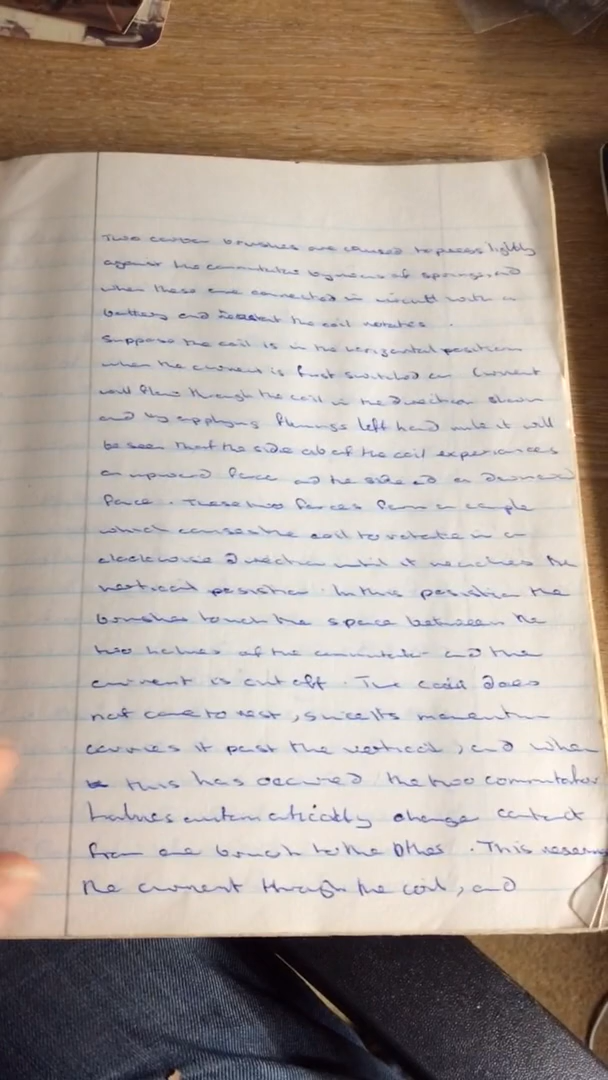 Two carbon brushes are caused to press lightly
against the commutator by means of springs, and
when these are connected in circuit with a
battery and the coil rotates.
Suppose the coil is in the horizontal position
when the current is first switched on. Current
will flow through the coil in the direction shown
and by applying Flemings left hand rule it will
be seen that the side ab of the coil experiences
an upward force and the side cd a downward
force. These two forces form a couple
which causes the coil to rotate in a
clockwise direction until it reaches the
vertical position. In this position the
brushes touch the space between the
two halves of the commutator and the
current is cut off. The coil does
not come to rest, since its momentum
carries it past the vertical, and when
this has occured the two commutator
halves automatically change contact
from one brush to the other. This reserves
the current through the coil, and